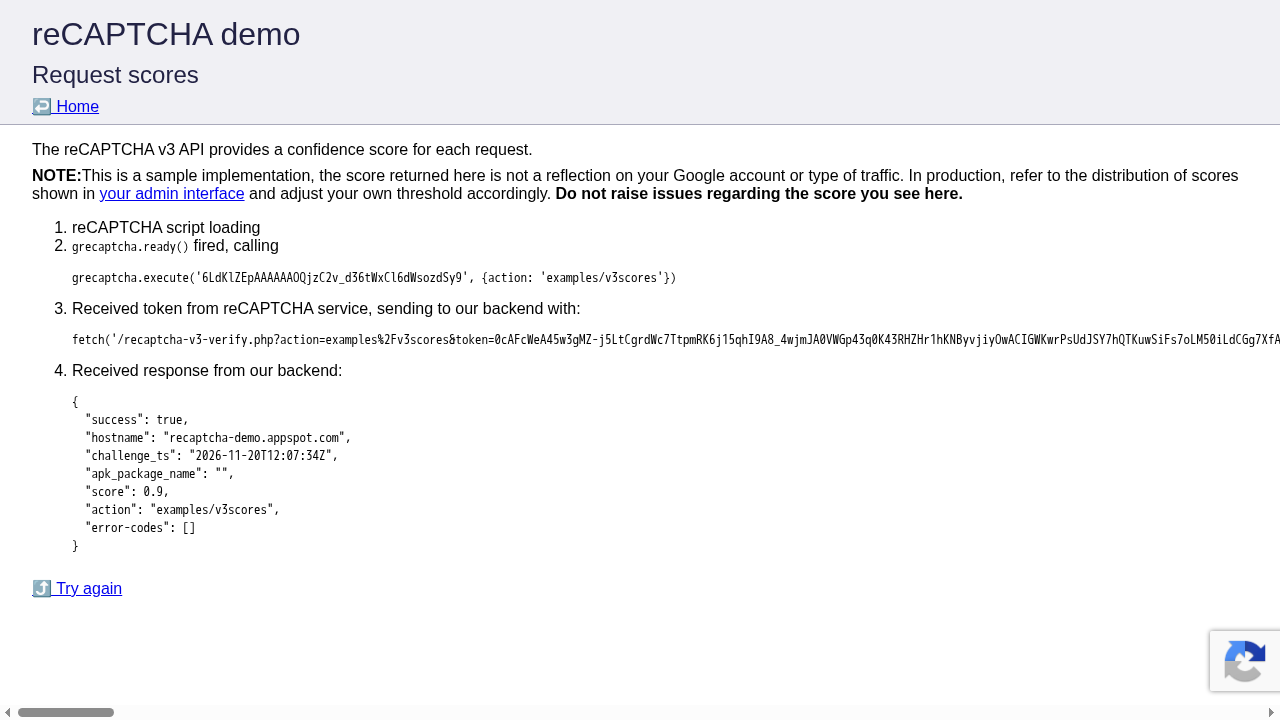 reCAPTCHA demo
Request scores
↩️ Home
The reCAPTCHA v3 API provides a confidence score for each request.
NOTE:This is a sample implementation, the score returned here is not a reflection on your Google account or type of traffic. In production, refer to the distribution of scores
shown in your admin interface and adjust your own threshold accordingly. Do not raise issues regarding the score you see here.
1. reCAPTCHA script loading
2. grecaptcha.ready() fired, calling
grecaptcha.execute('6LdKlZEpAAAAAAOQjzC2v_d36tWxCl6dWsozdSy9', {action: 'examples/v3scores'})
3. Received token from reCAPTCHA service, sending to our backend with:
fetch('/recaptcha-v3-verify.php?action=examples%2Fv3scores&token=0cAFcWeA45w3gMZ-j5LtCgrdWc7TtpmRK6j15qhI9A8_4wjmJA0VWGp43q0K43RHZHr1hKNByvjiyOwACIGWKwrPsUdJSY7hQTKuwSiFs7oLM50iLdCGg7XfA
4. Received response from our backend:
{
"success": true,
"hostname": "recaptcha-demo.appspot.com",
"challenge_ts": "2026-11-20T12:07:34Z",
"apk_package_name": "",
"score": 0.9,
"action": "examples/v3scores",
"error-codes": []
}
⤴️ Try again